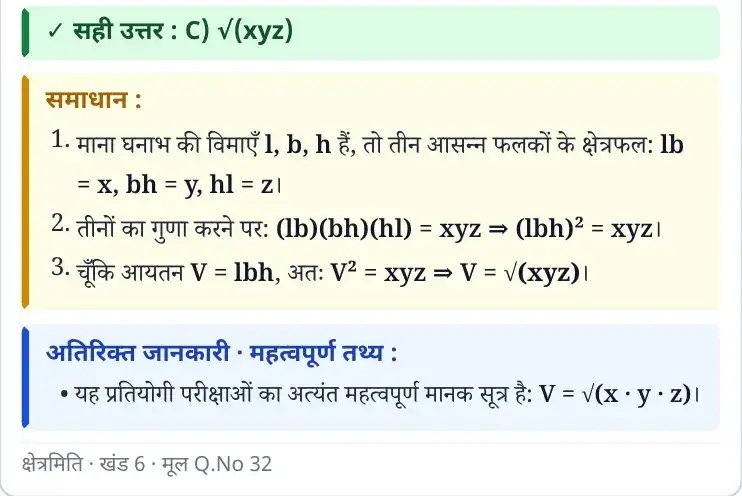 ✓ सही उत्तर : C) √(xyz)
समाधान :
1. माना घनाभ की विमाएँ l, b, h हैं, तो तीन आसन्न फलकों के क्षेत्रफल: lb
= x, bh = y, hl = z।
2. तीनों का गुणा करने पर: (lb)(bh)(hl) = xyz ⇒ (lbh)² = xyz।
3. चूँकि आयतन V = lbh, अतः V² = xyz ⇒ V = √(xyz)।
अतिरिक्त जानकारी · महत्वपूर्ण तथ्य :
• यह प्रतियोगी परीक्षाओं का अत्यंत महत्वपूर्ण मानक सूत्र है: V = √(x · y · z)।
क्षेत्रमिति · खंड 6 · मूल Q.No 32